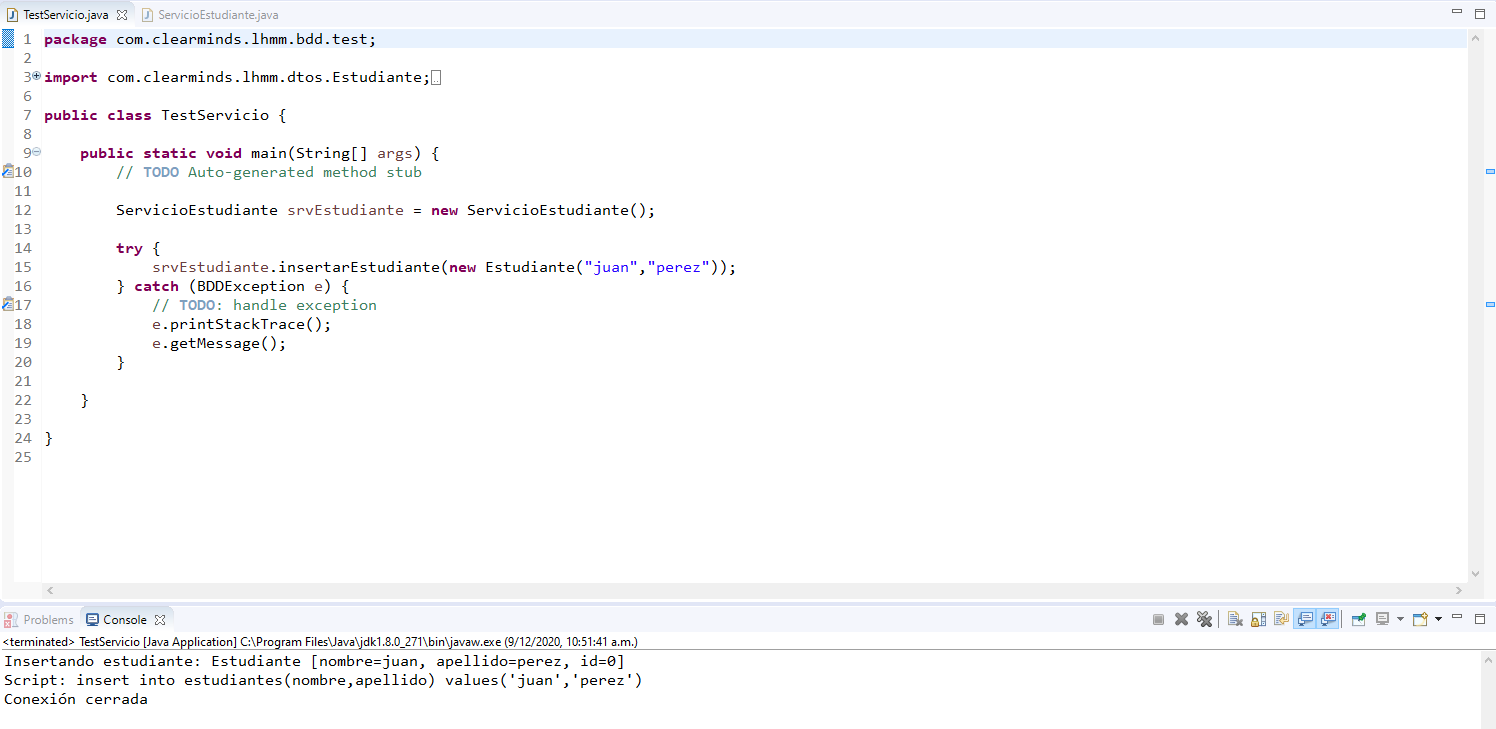 TestServicio.java
ServicioEstudiante.java
1 package com.clearminds.lhmm.bdd.test;
2
3 import com.clearminds.lhmm.dtos.Estudiante;
6
7 public class TestServicio {
8
9 public static void main(String[] args) {
10 // TODO Auto-generated method stub
11
12 ServicioEstudiante srvEstudiante = new ServicioEstudiante();
13
14 try {
15 srvEstudiante.insertarEstudiante(new Estudiante("juan","perez"));
16 } catch (BDDException e) {
17 // TODO: handle exception
18 e.printStackTrace();
19 e.getMessage();
20 }
21
22 }
23
24 }
25
Problems Console
<terminated> TestServicio [Java Application] C:\Program Files\Java\jdk1.8.0_271\bin\javaw.exe (9/12/2020, 10:51:41 a.m.)
Insertando estudiante: Estudiante [nombre=juan, apellido=perez, id=0]
Script: insert into estudiantes(nombre,apellido) values('juan','perez')
Conexión cerrada